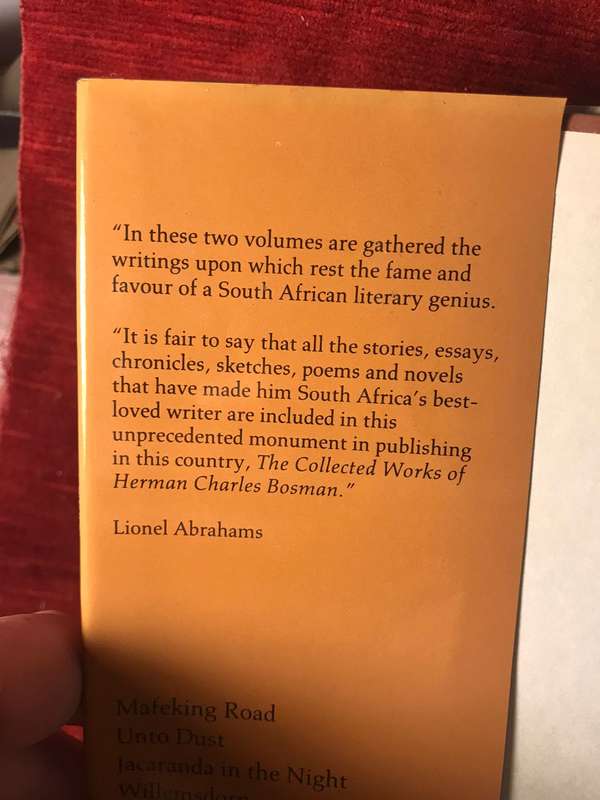 “In these two volumes are gathered the
writings upon which rest the fame and
favour of a South African literary genius.
“It is fair to say that all the stories, essays,
chronicles, sketches, poems and novels
that have made him South Africa’s best-
loved writer are included in this
unprecedented monument in publishing
in this country, The Collected Works of
Herman Charles Bosman.”
Lionel Abrahams
Mafeking Road
Unto Dust
Jacaranda in the Night
Willemsdorp